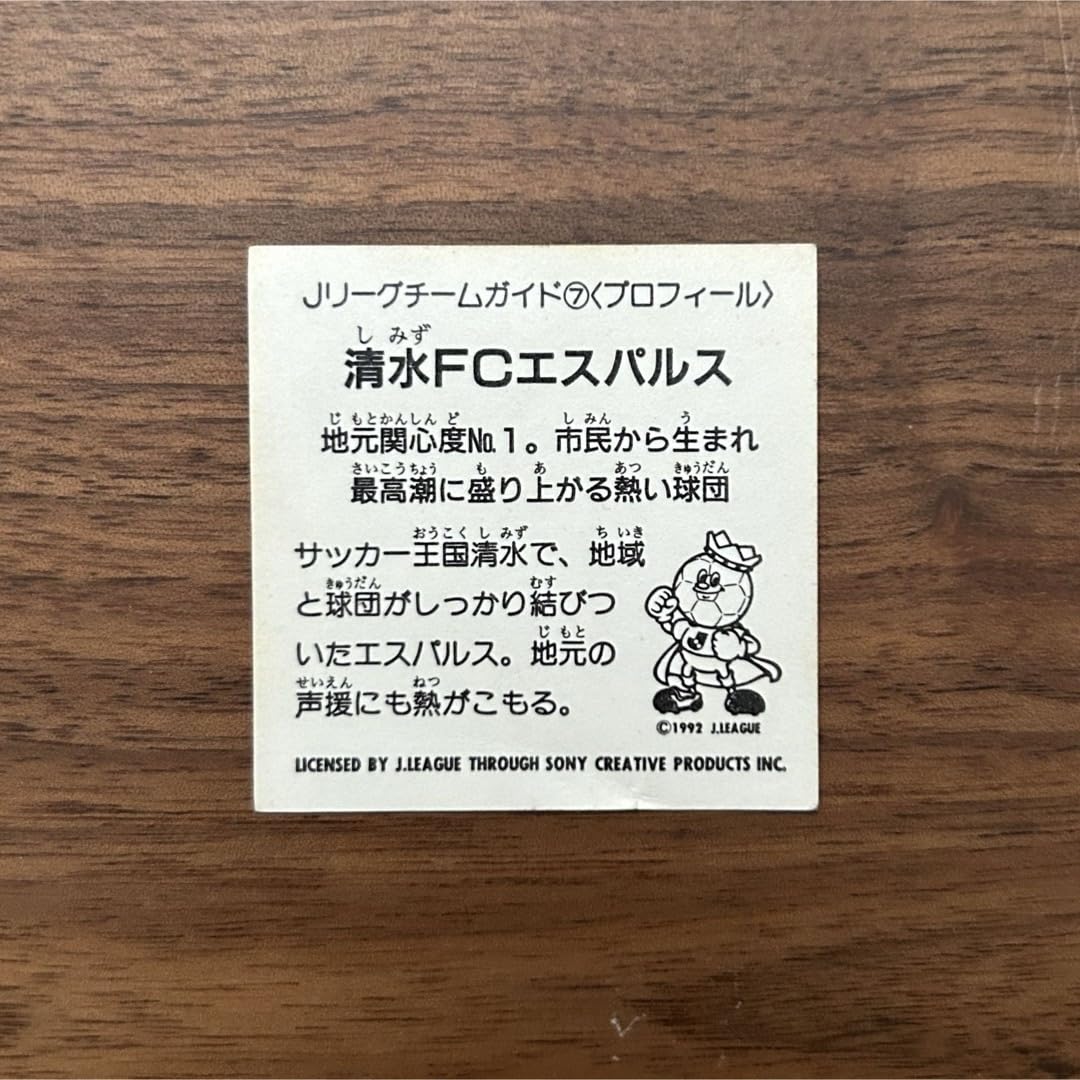 Jリーグチームガイド⑦〈プロフィール〉
しみず
清水FCエスパルス
じもとかんしんど しみん う
地元関心度№1。市民から生まれ
さいこうちょう も あ あつ きゅうだん
最高潮に盛り上がる熱い球団
おうこくしみず ちいき
サッカー王国清水で、地域
きゅうだん むす
と球団がしっかり結びつ
じもと
いたエスパルス。地元の
せいえん ねつ
声援にも熱がこもる。
©1992 J.LEAGUE
LICENSED BY J.LEAGUE THROUGH SONY CREATIVE PRODUCTS INC.